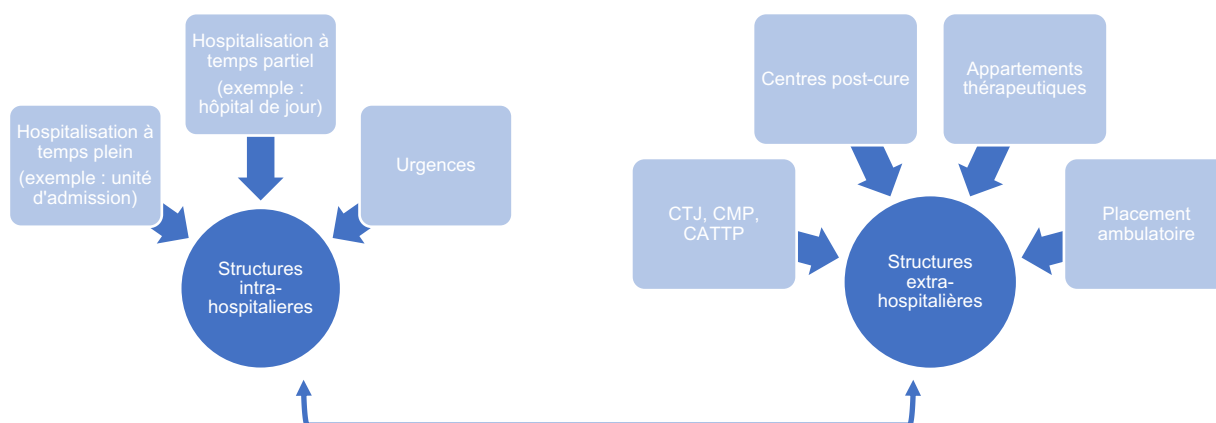 Hospitalisation à
temps plein
(exemple : unité
d'admission)
Hospitalisation à
temps partiel
(exemple :
hôpital de jour)
Urgences
Structures
intra-
hospitalieres
CTJ, CMP,
CATTP
Centres post-cure
Appartements
thérapeutiques
Placement
ambulatoire
Structures
extra-
hospitalières